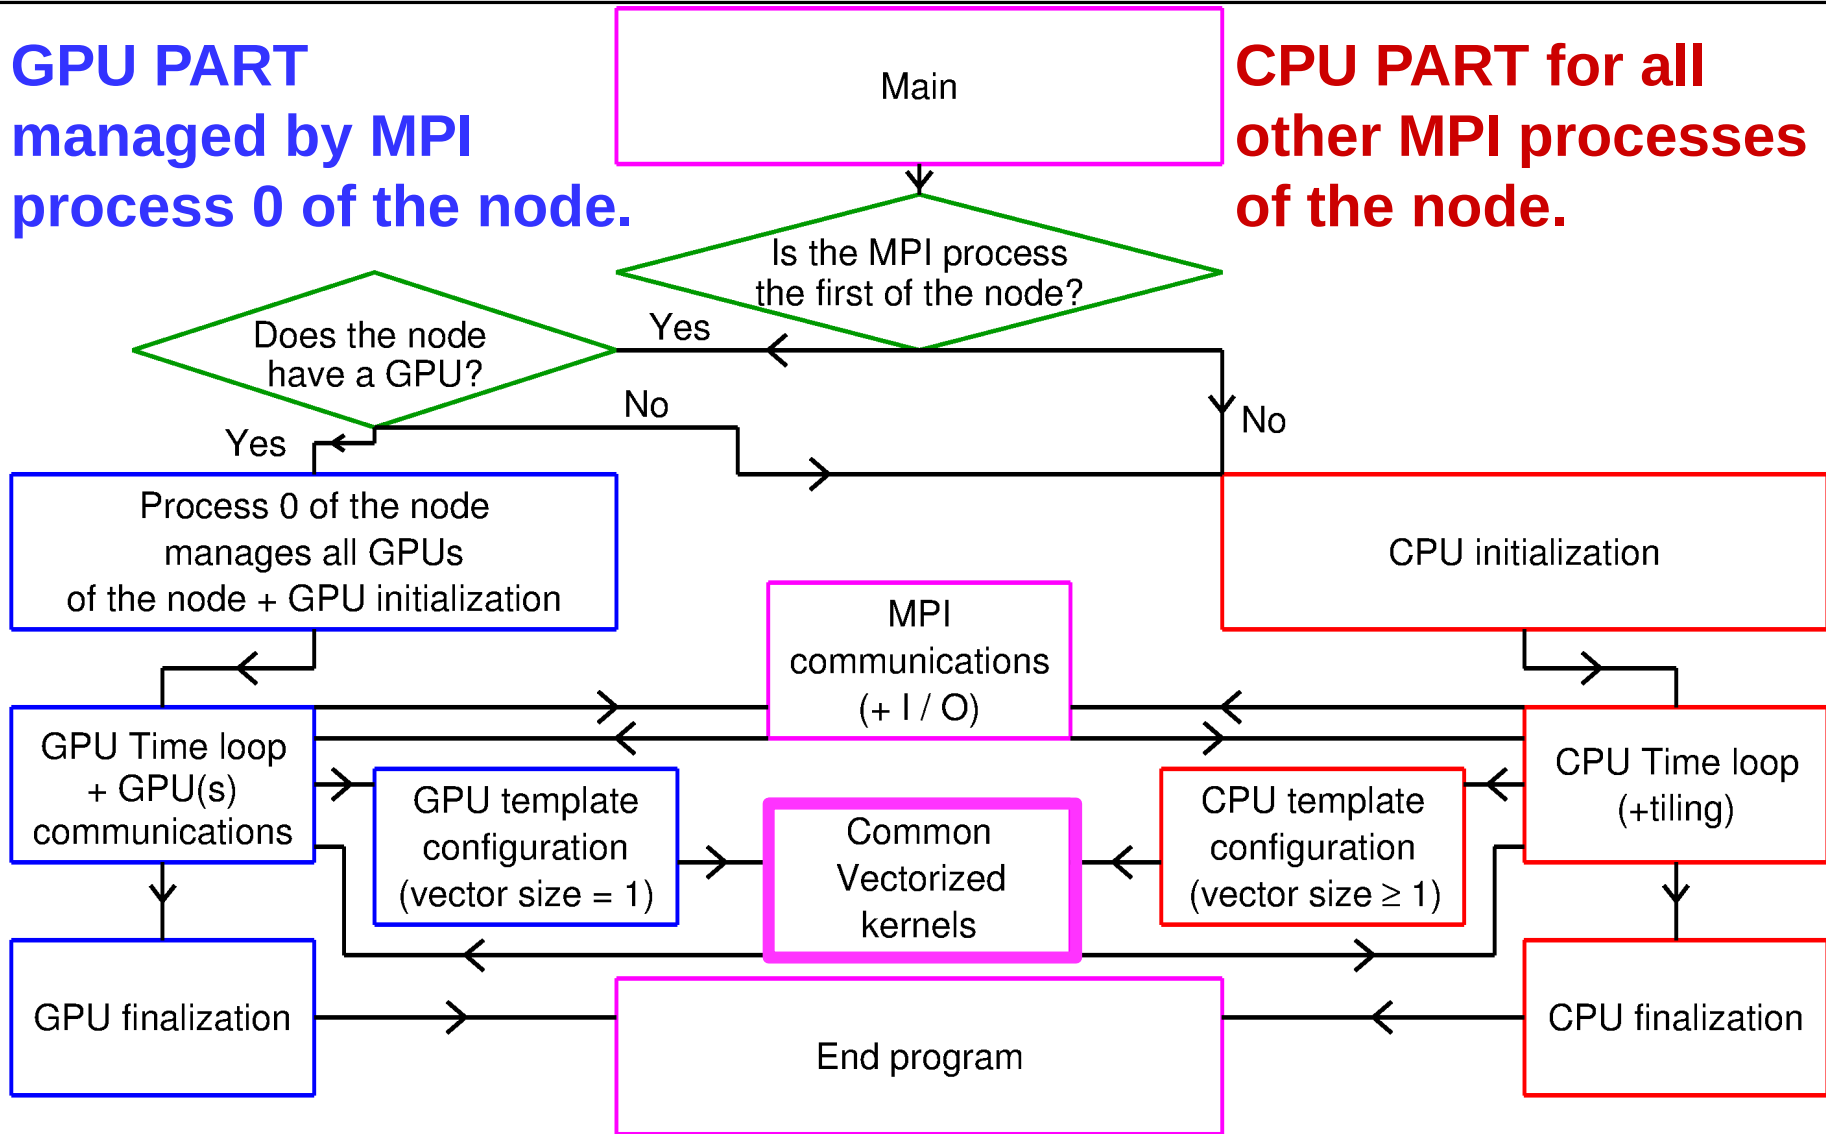 GPU PART
managed by MPI
process 0 of the node.
Main
CPU PART for all
other MPI processes
of the node.
Is the MPI process
the first of the node?
Does the node
have a GPU?
Yes
No
Yes
No
Process 0 of the node
manages all GPUs
of the node + GPU initialization
CPU initialization
MPI
communications
(+ I / O)
GPU Time loop
+ GPU(s)
communications
GPU template
configuration
(vector size = 1)
Common
Vectorized
kernels
CPU template
configuration
(vector size ≥ 1)
CPU Time loop
(+tiling)
GPU finalization
End program
CPU finalization